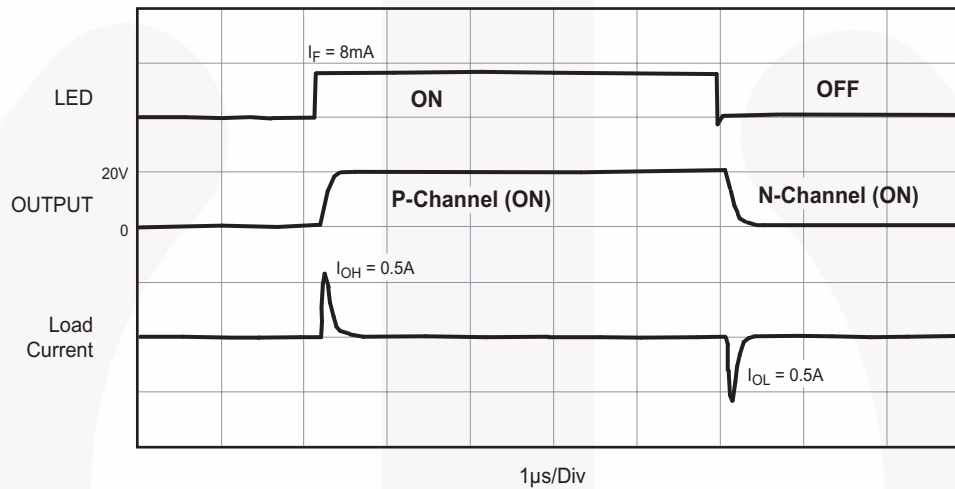 I_F = 8mA
LED
ON
OFF
20V
OUTPUT
P-Channel (ON)
N-Channel (ON)
0
I_OH = 0.5A
Load
Current
I_OL = 0.5A
1µs/Div